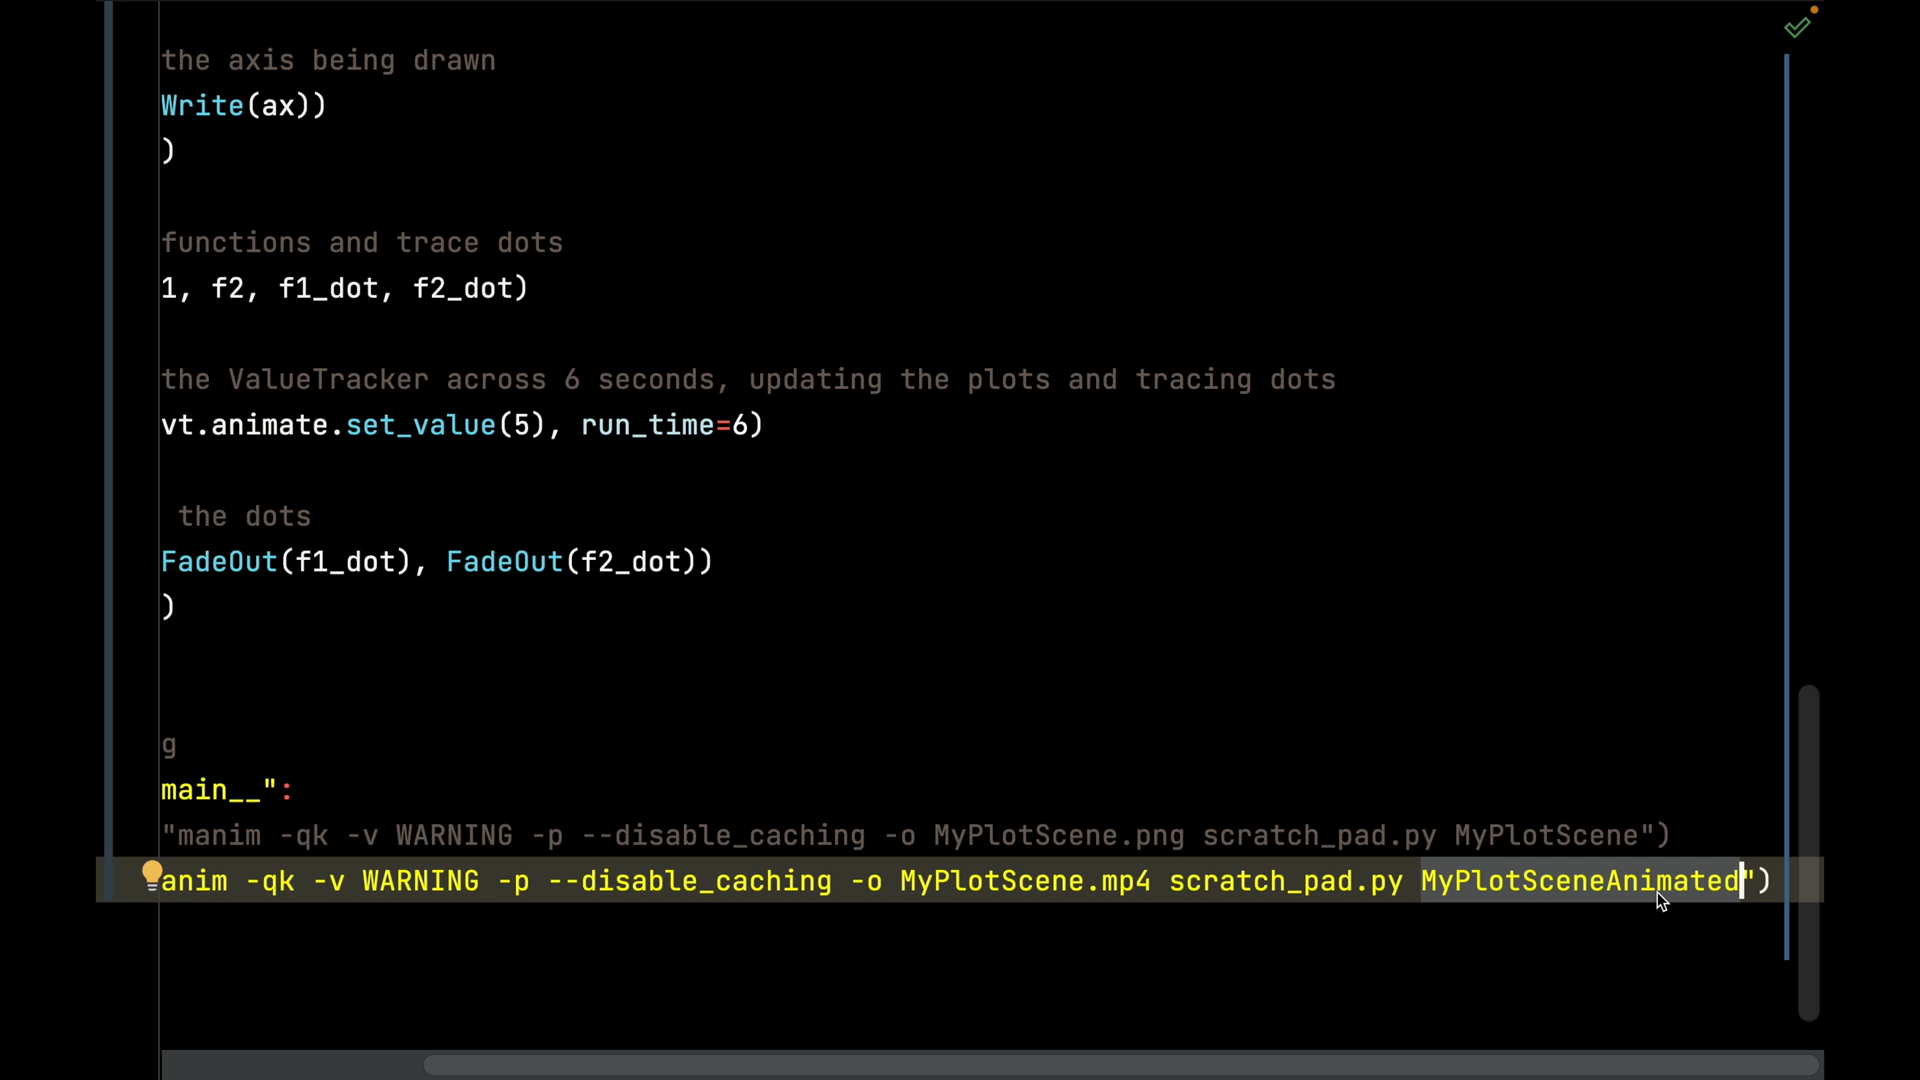 the axis being drawn
Write(ax))
)
functions and trace dots
1, f2, f1_dot, f2_dot)
the ValueTracker across 6 seconds, updating the plots and tracing dots
vt.animate.set_value(5), run_time=6)
the dots
FadeOut(f1_dot), FadeOut(f2_dot))
)
g
main__":
"manim -qk -v WARNING -p --disable_caching -o MyPlotScene.png scratch_pad.py MyPlotScene")
anim -qk -v WARNING -p --disable_caching -o MyPlotScene.mp4 scratch_pad.py MyPlotSceneAnimated")